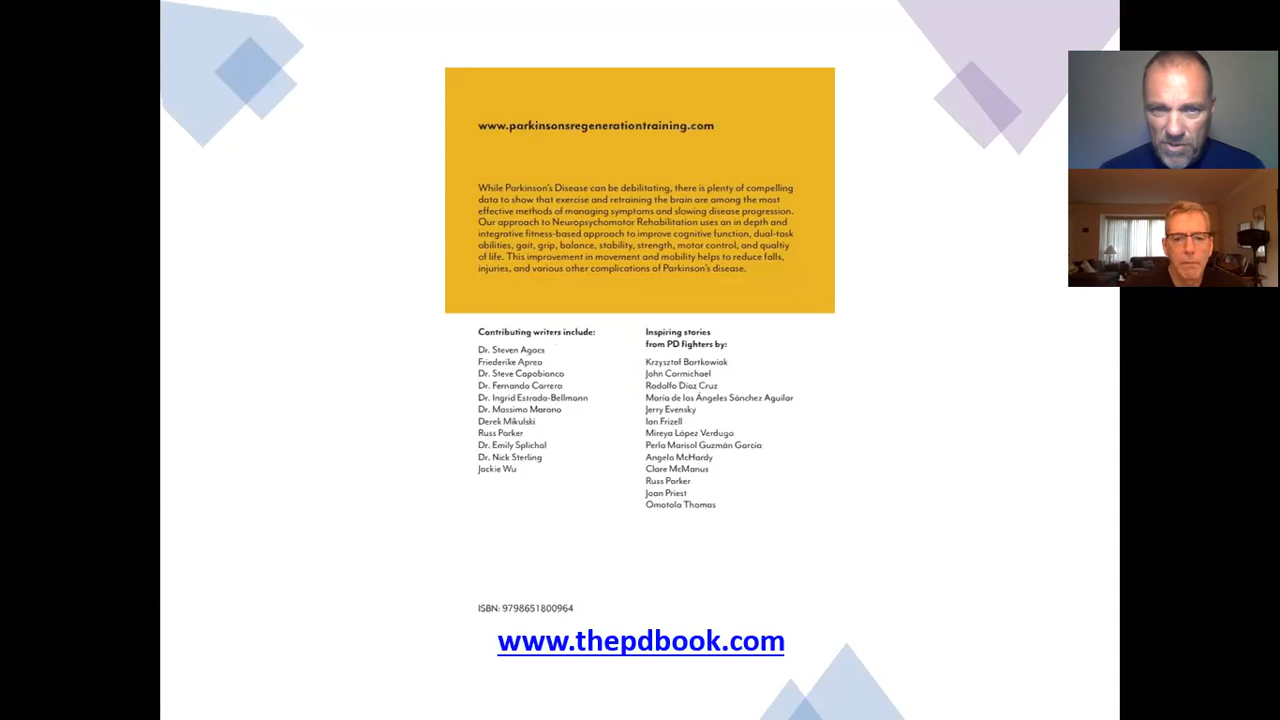 www.parkinsonsregenerationtraining.com
While Parkinson's Disease can be debilitating, there is plenty of compelling
data to show that exercise and retraining the brain are among the most
effective methods of managing symptoms and slowing disease progression.
Our approach to Neuropsychomotor Rehabilitation uses an in depth and
integrative fitness-based approach to improve cognitive function, dual-task
abilities, gait, grip, balance, stability, strength, motor control, and qualtiy
of life. This improvement in movement and mobility helps to reduce falls,
injuries, and various other complications of Parkinson's disease.
Contributing writers include:
Dr. Steven Agocs
Friederike Aprea
Dr. Steve Capobianco
Dr. Fernando Carrera
Dr. Ingrid Estrada-Bellmann
Dr. Massimo Marano
Derek Mikulski
Russ Parker
Dr. Emily Splichal
Dr. Nick Sterling
Jackie Wu
Inspiring stories
from PD fighters by:
Krzysztof Bartkowiak
John Carmichael
Rodolfo Díaz Cruz
María de los Ángeles Sánchez Aguilar
Jerry Evensky
Ian Frizell
Mireya López Verdugo
Perla Marisol Guzmán García
Angela McHardy
Clare McManus
Russ Parker
Joan Priest
Omotola Thomas
ISBN: 9798651800964
www.thepdbook.com